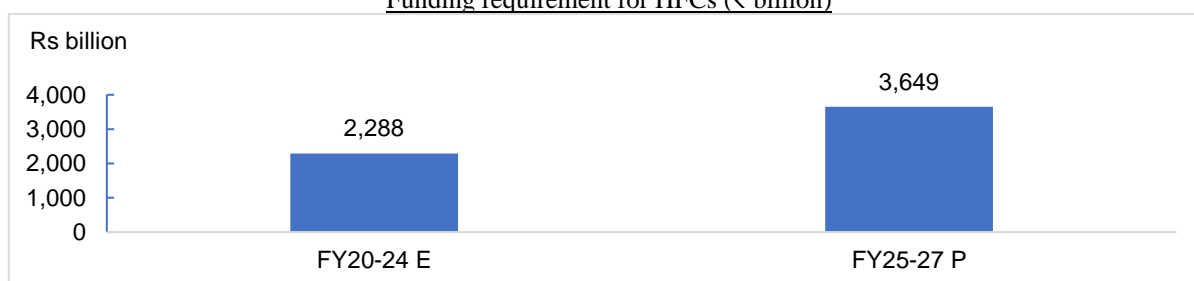 Funding requirement for HFCs (₹ billion)
Rs billion
4,000
3,000
2,000
1,000
0
2,288
3,649
FY20-24 E
FY25-27 P